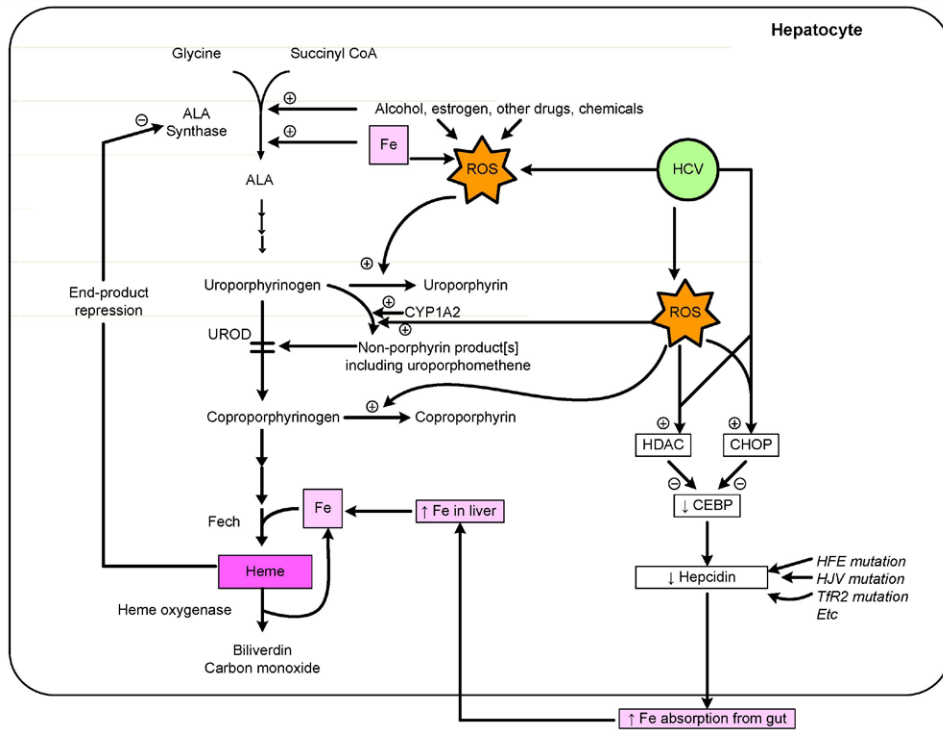 Hepatocyte
Glycine
Succinyl CoA
⊕
Alcohol, estrogen, other drugs, chemicals
⊖
ALA
Synthase
⊕
Fe
ROS
HCV
ALA
⊕
Uroporphyrinogen
Uroporphyrin
End-product
repression
⊕
CYP1A2
ROS
⊕
UROD
Non-porphyrin product[s]
including uroporphomethene
Coproporphyrinogen
⊕
Coproporphyrin
⊕
⊕
HDAC
CHOP
⊖
⊖
↓ CEBP
Fe
↑ Fe in liver
Fech
Heme
↓ Hepcidin
HFE mutation
HJV mutation
TfR2 mutation
Etc
Heme oxygenase
Biliverdin
Carbon monoxide
↑ Fe absorption from gut